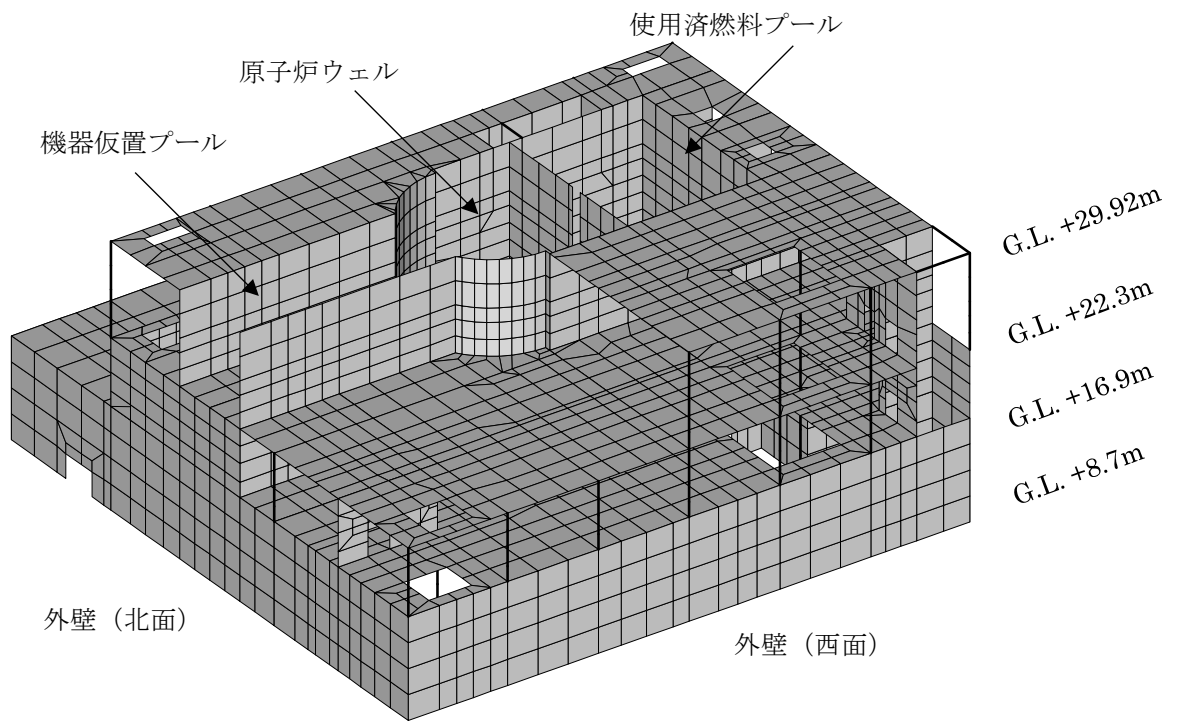 使用済燃料プール
原子炉ウェル
機器仮置プール
G.L. +29.92m
G.L. +22.3m
G.L. +16.9m
G.L. +8.7m
外壁（北面）
外壁（西面）